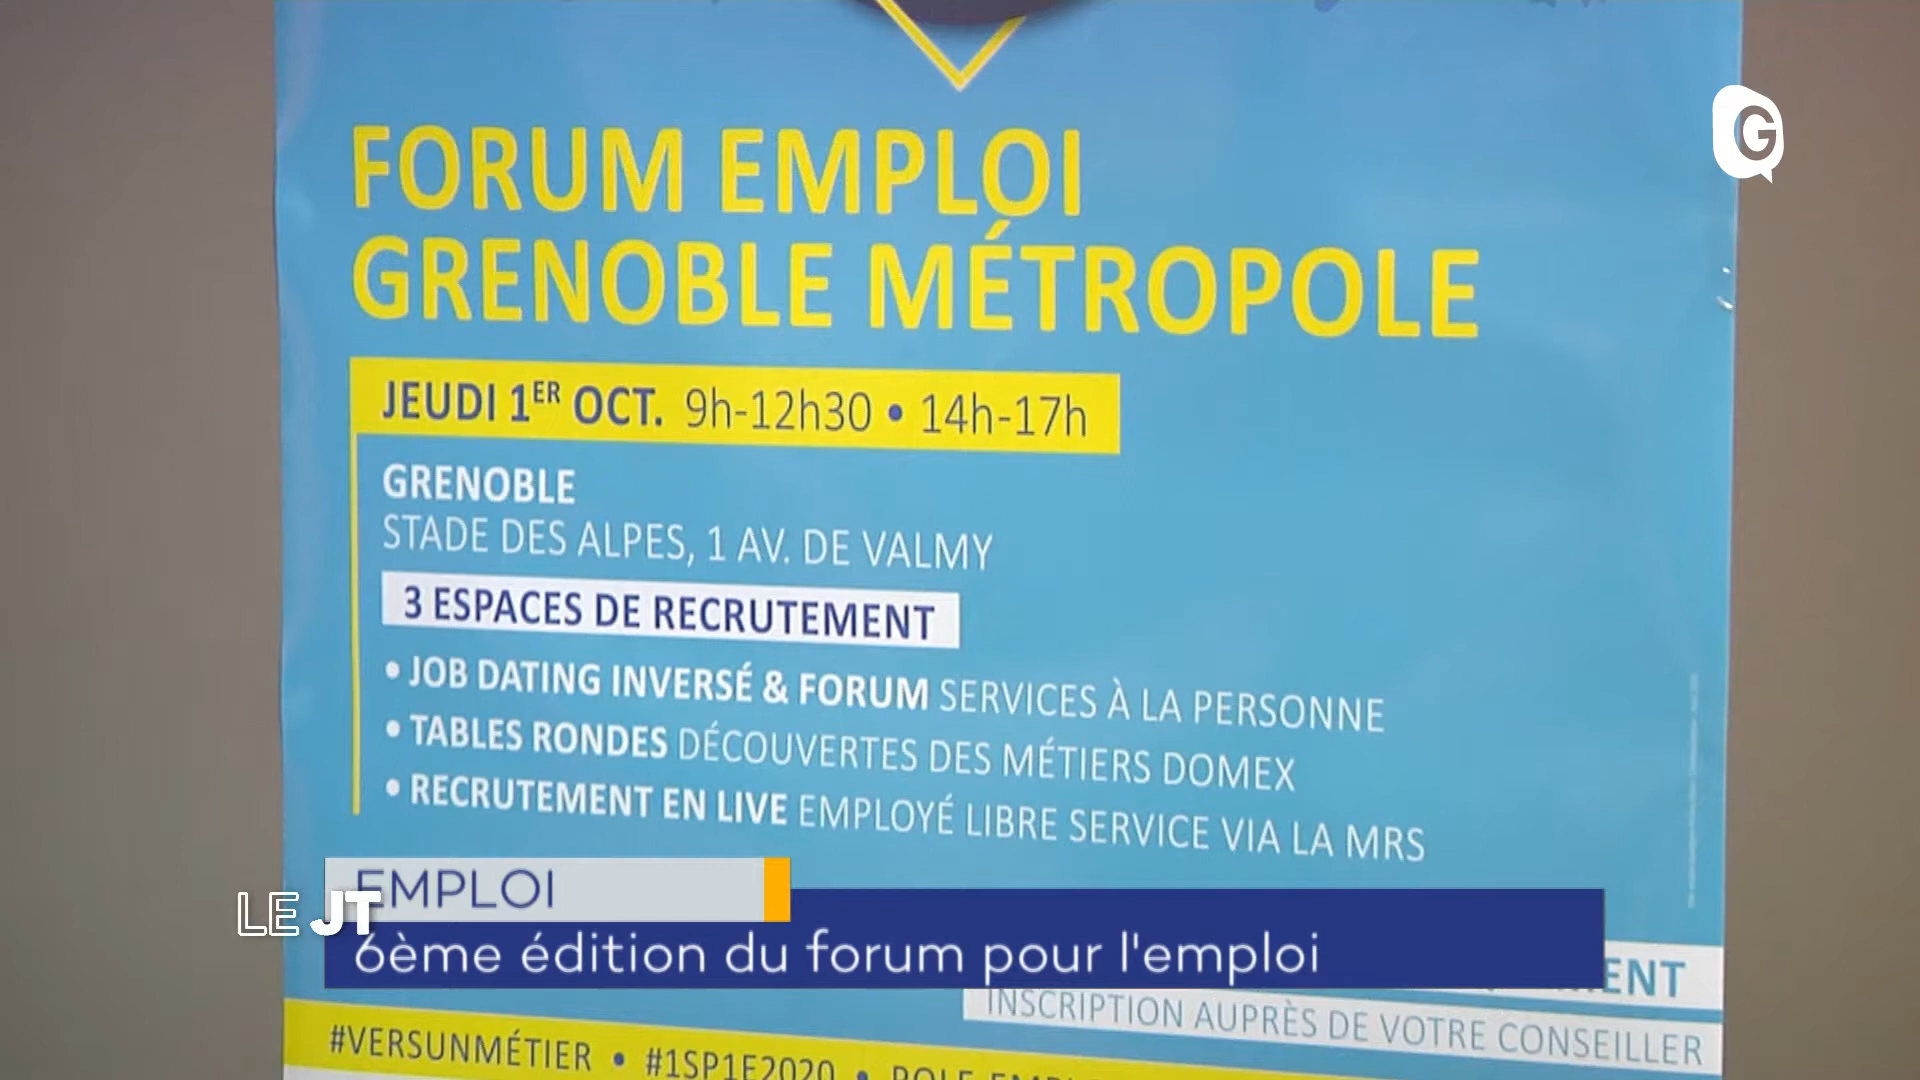 FORUM EMPLOI
GRENOBLE MÉTROPOLE
JEUDI 1ER OCT. 9h-12h30 • 14h-17h
GRENOBLE
STADE DES ALPES, 1 AV. DE VALMY
3 ESPACES DE RECRUTEMENT
• JOB DATING INVERSÉ & FORUM SERVICES À LA PERSONNE
• TABLES RONDES DÉCOUVERTES DES MÉTIERS DOMEX
• RECRUTEMENT EN LIVE EMPLOYÉ LIBRE SERVICE VIA LA MRS
G
EMPLOI
LE JT
6ème édition du forum pour l'emploi
INSCRIPTION AUPRÈS DE VOTRE CONSEILLER
#VERSUNMÉTIER • #1SP1E2020 •